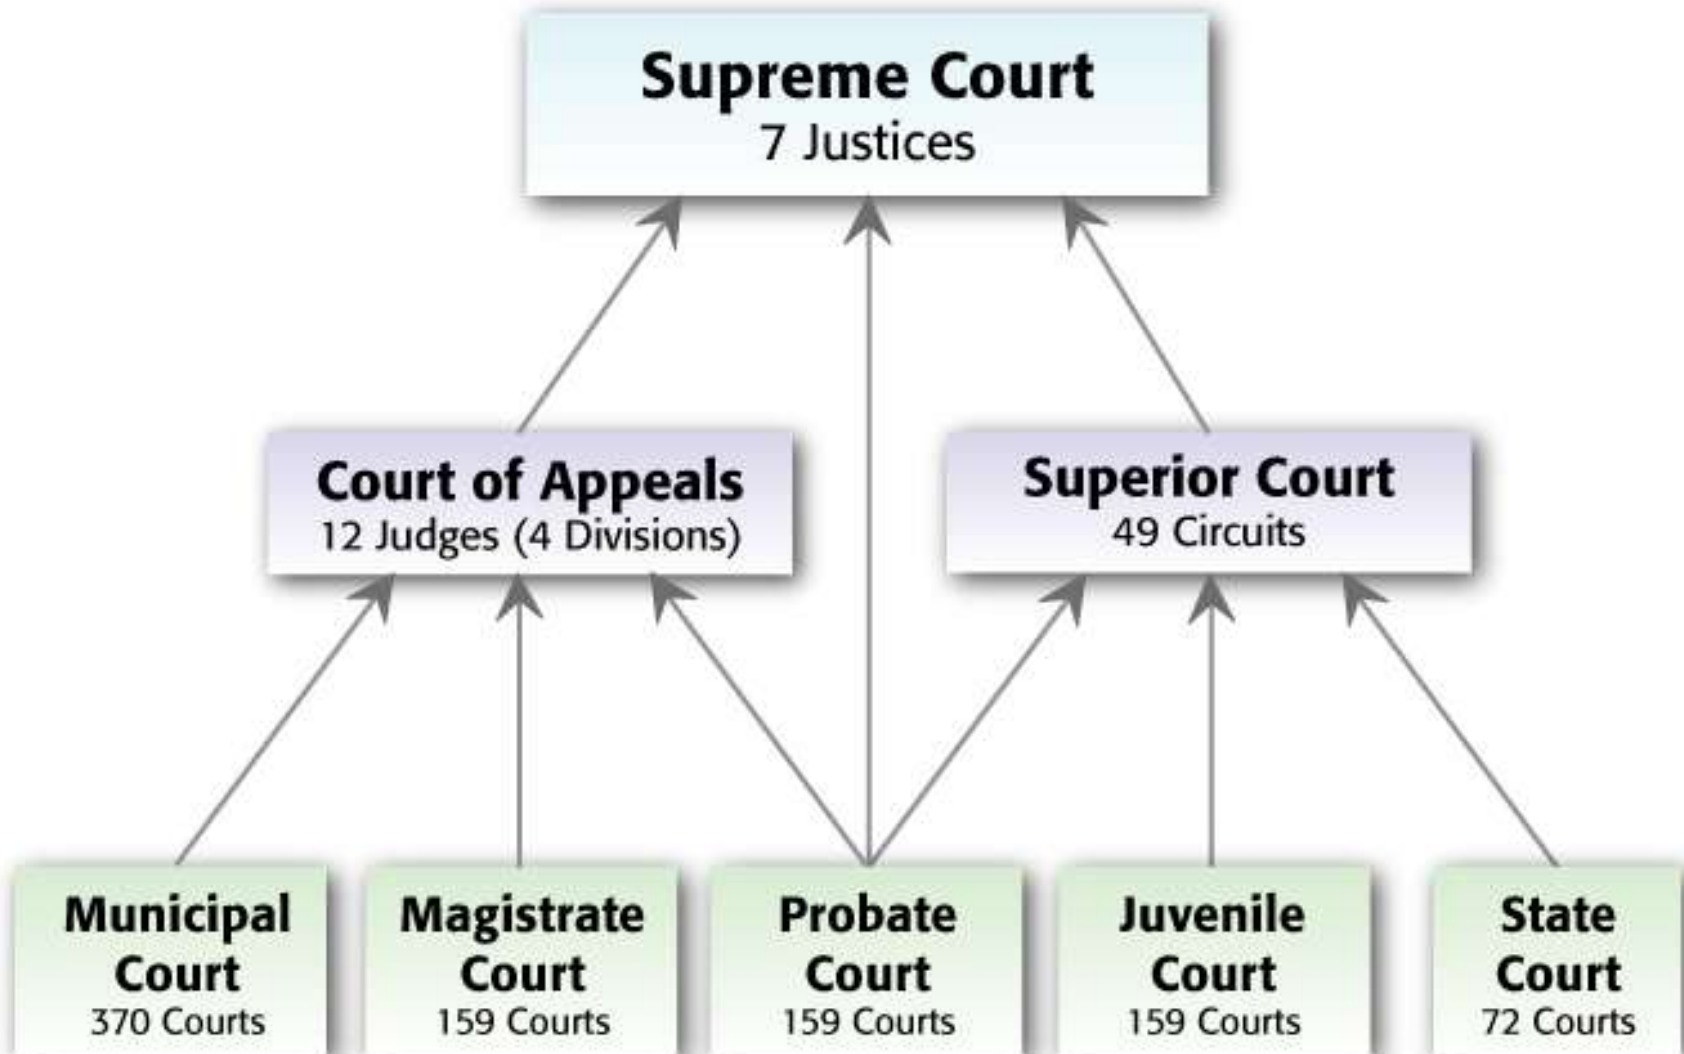 Supreme Court
7 Justices
Court of Appeals
12 Judges (4 Divisions)
Superior Court
49 Circuits
Municipal
Court
370 Courts
Magistrate
Court
159 Courts
Probate
Court
159 Courts
Juvenile
Court
159 Courts
State
Court
72 Courts